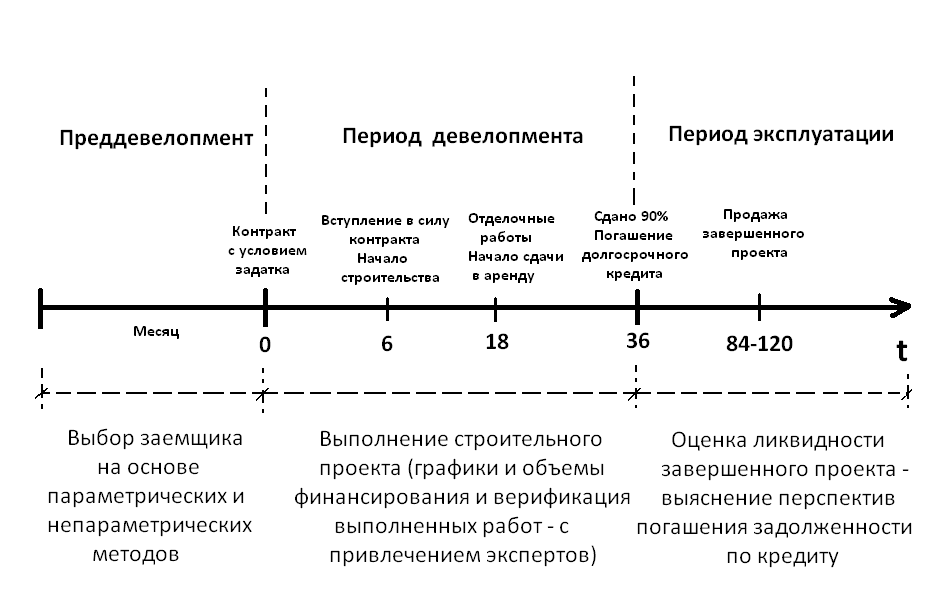 Преддевелопмент
Период девелопмента
Период эксплуатации
Контракт
с условием
задатка
Вступление в силу
контракта
Начало
строительства
Отделочные
работы
Начало сдачи
в аренду
Сдано 90%
Погашение
долгосрочного
кредита
Продажа
завершенного
проекта
Месяц
0
6
18
36
84-120
t
Выбор заемщика
на основе
параметрических и
непараметрических
методов
Выполнение строительного
проекта (графики и объемы
финансирования и верификация
выполненных работ - с
привлечением экспертов)
Оценка ликвидности
завершенного проекта -
выяснение перспектив
погашения задолженности
по кредиту